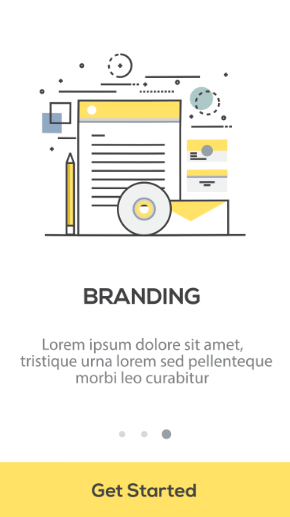 BRANDING
Lorem ipsum dolore sit amet,
tristique urna lorem sed pellenteque
morbi leo curabitur
Get Started